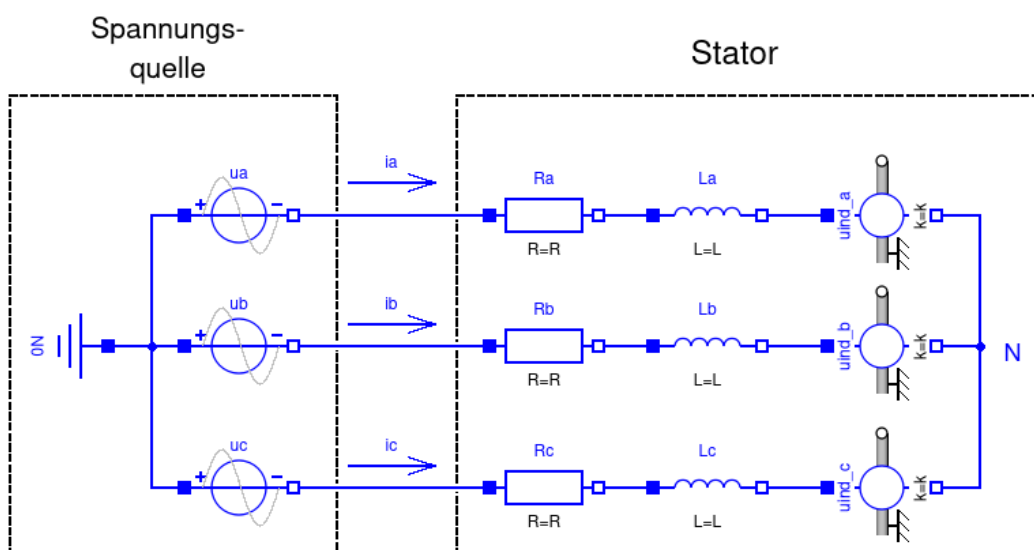 Spannungs-
quelle
Stator
ua
+
−
ia
Ra
R=R
La
L=L
uind_a
k=k
0N
ub
+
−
ib
Rb
R=R
Lb
L=L
uind_b
k=k
N
uc
+
−
ic
Rc
R=R
Lc
L=L
uind_c
k=k